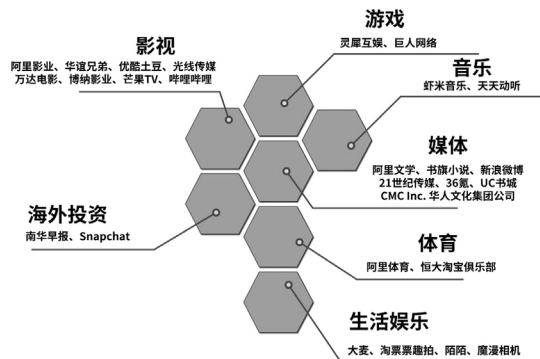 游戏
灵犀互娱、巨人网络
影视
阿里影业、华谊兄弟、优酷土豆、光线传媒
万达电影、博纳影业、芒果TV、哔哩哔哩
音乐
虾米音乐、天天动听
媒体
阿里文学、书旗小说、新浪微博
21世纪传媒、36氪、UC书城
CMC Inc. 华人文化集团公司
海外投资
南华早报、Snapchat
体育
阿里体育、恒大淘宝俱乐部
生活娱乐
大麦、淘票票趣拍、陌陌、魔漫相机